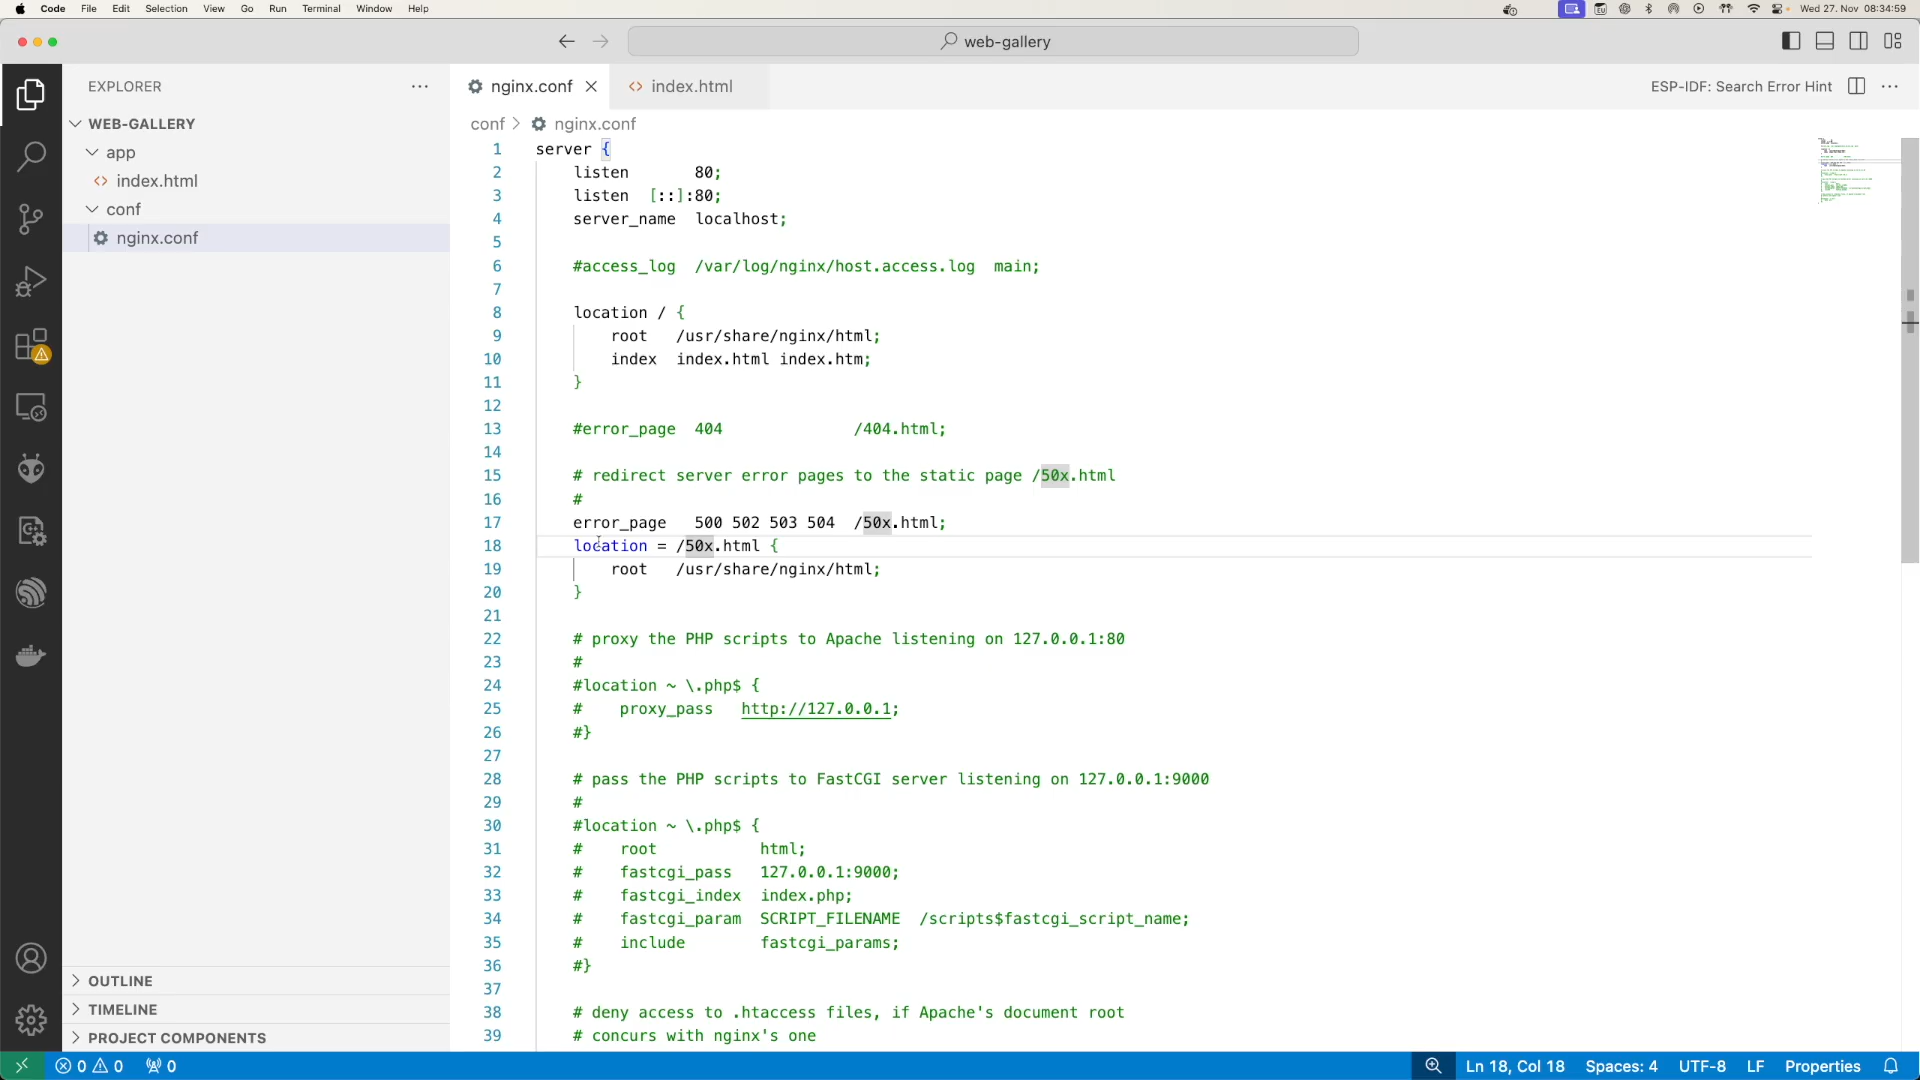 Code File Edit Selection View Go Run Terminal Window Help
Wed 27. Nov 08:34:59
web-gallery
EXPLORER
nginx.conf
index.html
ESP-IDF: Search Error Hint
WEB-GALLERY
app
index.html
conf
nginx.conf
conf > nginx.conf
1 server {
2 listen 80;
3 listen [::]:80;
4 server_name localhost;
5
6 #access_log /var/log/nginx/host.access.log main;
7
8 location / {
9 root /usr/share/nginx/html;
10 index index.html index.htm;
11 }
12
13 #error_page 404 /404.html;
14
15 # redirect server error pages to the static page /50x.html
16 #
17 error_page 500 502 503 504 /50x.html;
18 location = /50x.html {
19 root /usr/share/nginx/html;
20 }
21
22 # proxy the PHP scripts to Apache listening on 127.0.0.1:80
23 #
24 #location ~ \.php$ {
25 # proxy_pass http://127.0.0.1;
26 #}
27
28 # pass the PHP scripts to FastCGI server listening on 127.0.0.1:9000
29 #
30 #location ~ \.php$ {
31 # root html;
32 # fastcgi_pass 127.0.0.1:9000;
33 # fastcgi_index index.php;
34 # fastcgi_param SCRIPT_FILENAME /scripts$fastcgi_script_name;
35 # include fastcgi_params;
36 #}
37
38 # deny access to .htaccess files, if Apache's document root
39 # concurs with nginx's one
OUTLINE
TIMELINE
PROJECT COMPONENTS
0 0 0
Ln 18, Col 18 Spaces: 4 UTF-8 LF Properties